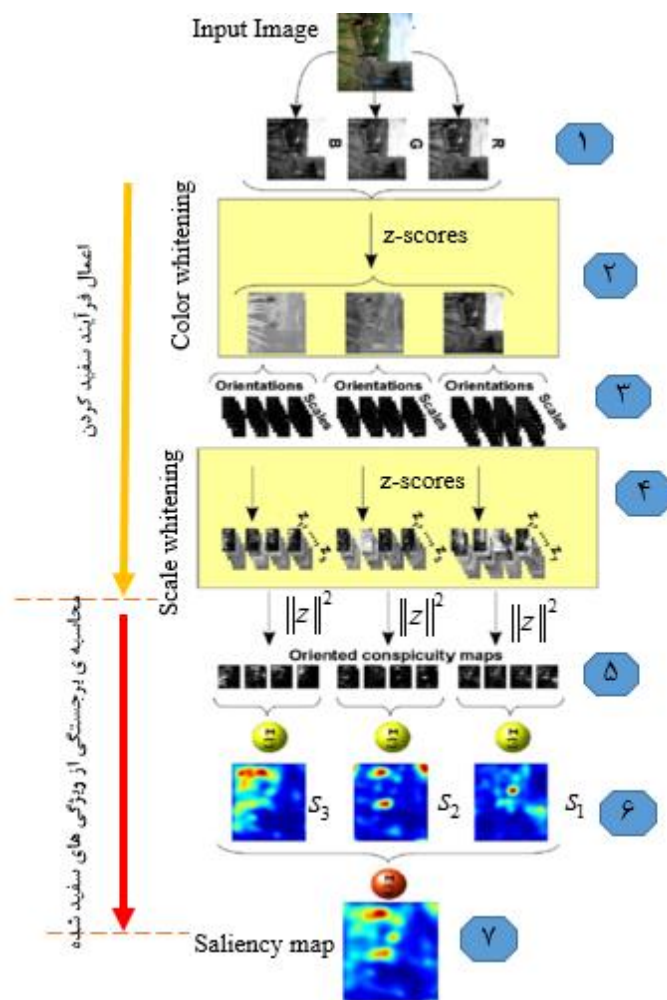 Input Image
B
G
R
۱
Color whitening
z-scores
۲
اعمال فرآیند سفید کردن
Orientations
Scales
Orientations
Scales
Orientations
Scales
۳
Scale whitening
z-scores
۴
‖z‖²
‖z‖²
‖z‖²
Oriented conspicuity maps
۵
محاسبه ی برجستگی از ویژگی های سفید شده
S₃
S₂
S₁
۶
Saliency map
۷